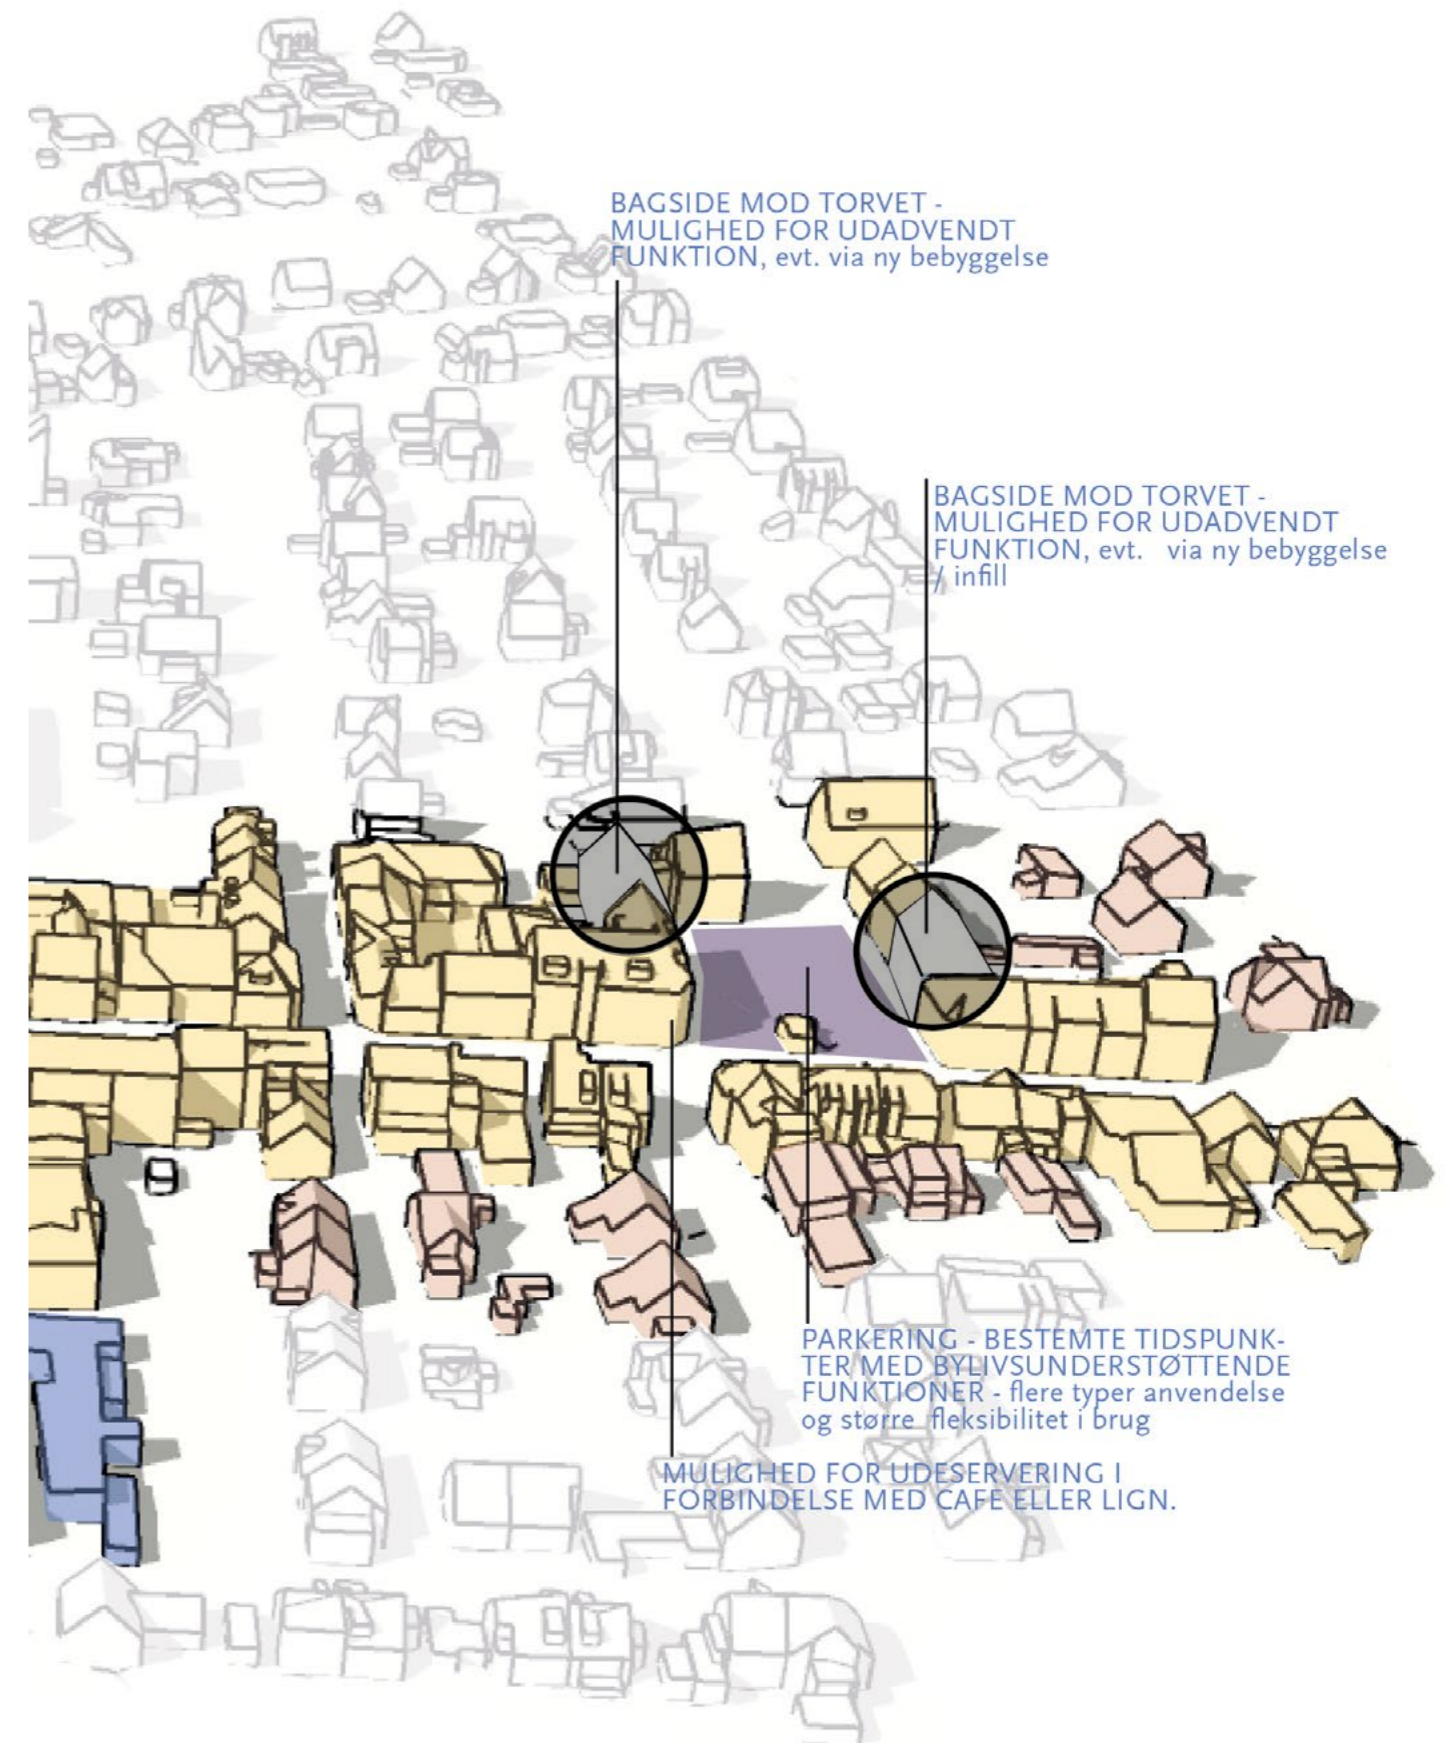 BAGSIDE MOD TORVET -
MULIGHED FOR UDADVENDT
FUNKTION, evt. via ny bebyggelse
BAGSIDE MOD TORVET -
MULIGHED FOR UDADVENDT
FUNKTION, evt. via ny bebyggelse
/ infill
PARKERING - BESTEMTE TIDSPUNK-
TER MED BYLIVSUNDERSTØTTENDE
FUNKTIONER - flere typer anvendelse
og større fleksibilitet i brug
MULIGHED FOR UDESERVERING I
FORBINDELSE MED CAFE ELLER LIGN.